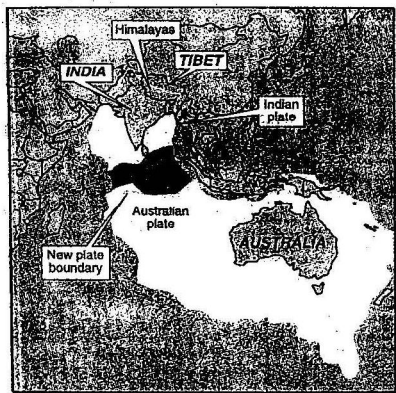 Himalayas
INDIA
TIBET
Indian
plate
Australian
plate
AUSTRALIA
New plate
boundary